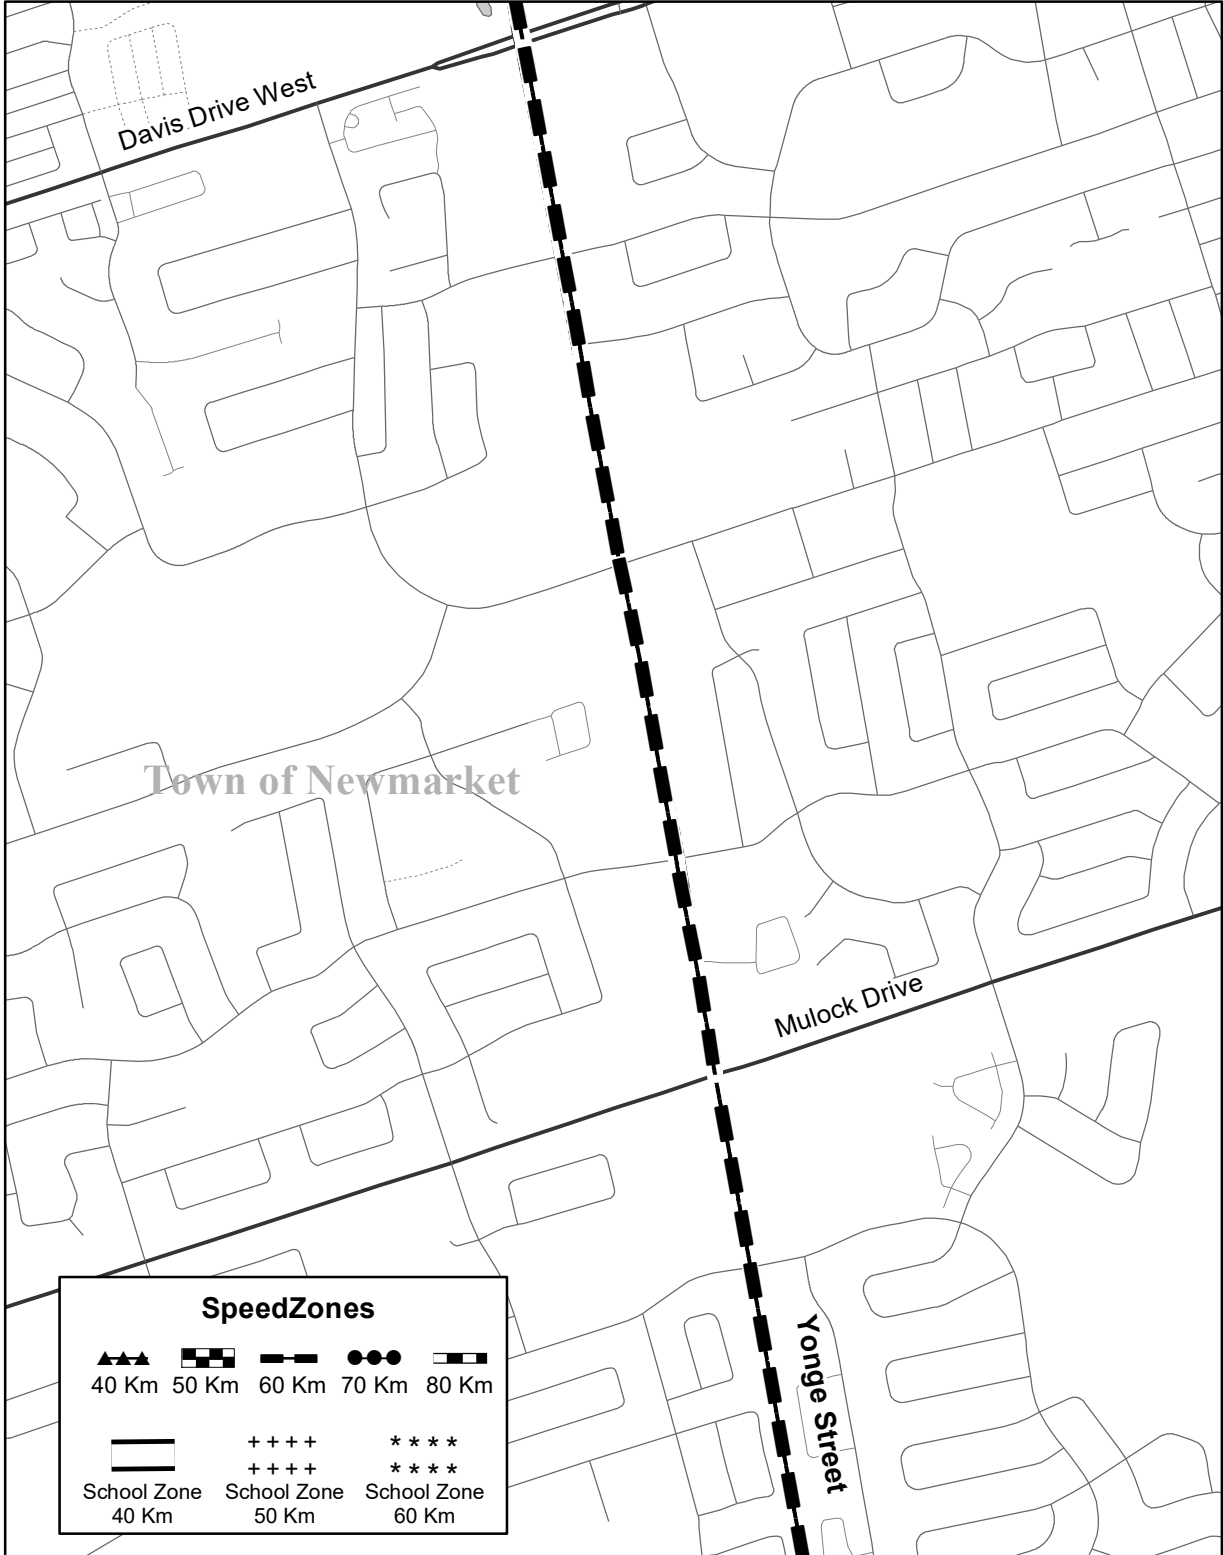 Davis Drive West
Town of Newmarket
Mulock Drive
Yonge Street
SpeedZones
40 Km 50 Km 60 Km 70 Km 80 Km
School Zone School Zone School Zone
40 Km 50 Km 60 Km